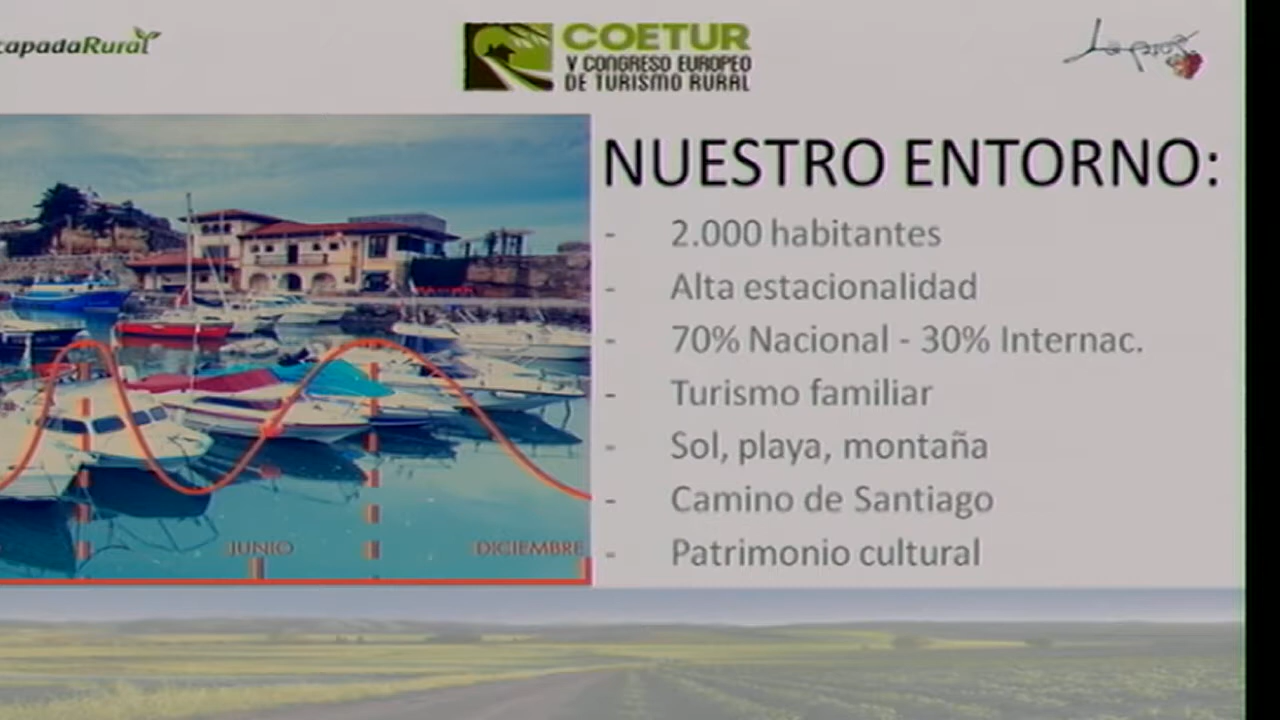 capadaRural
COETUR
V CONGRESO EUROPEO
DE TURISMO RURAL
NUESTRO ENTORNO:
- 2.000 habitantes
- Alta estacionalidad
- 70% Nacional - 30% Internac.
- Turismo familiar
- Sol, playa, montaña
- Camino de Santiago
- Patrimonio cultural
JUNIO
DICIEMBRE